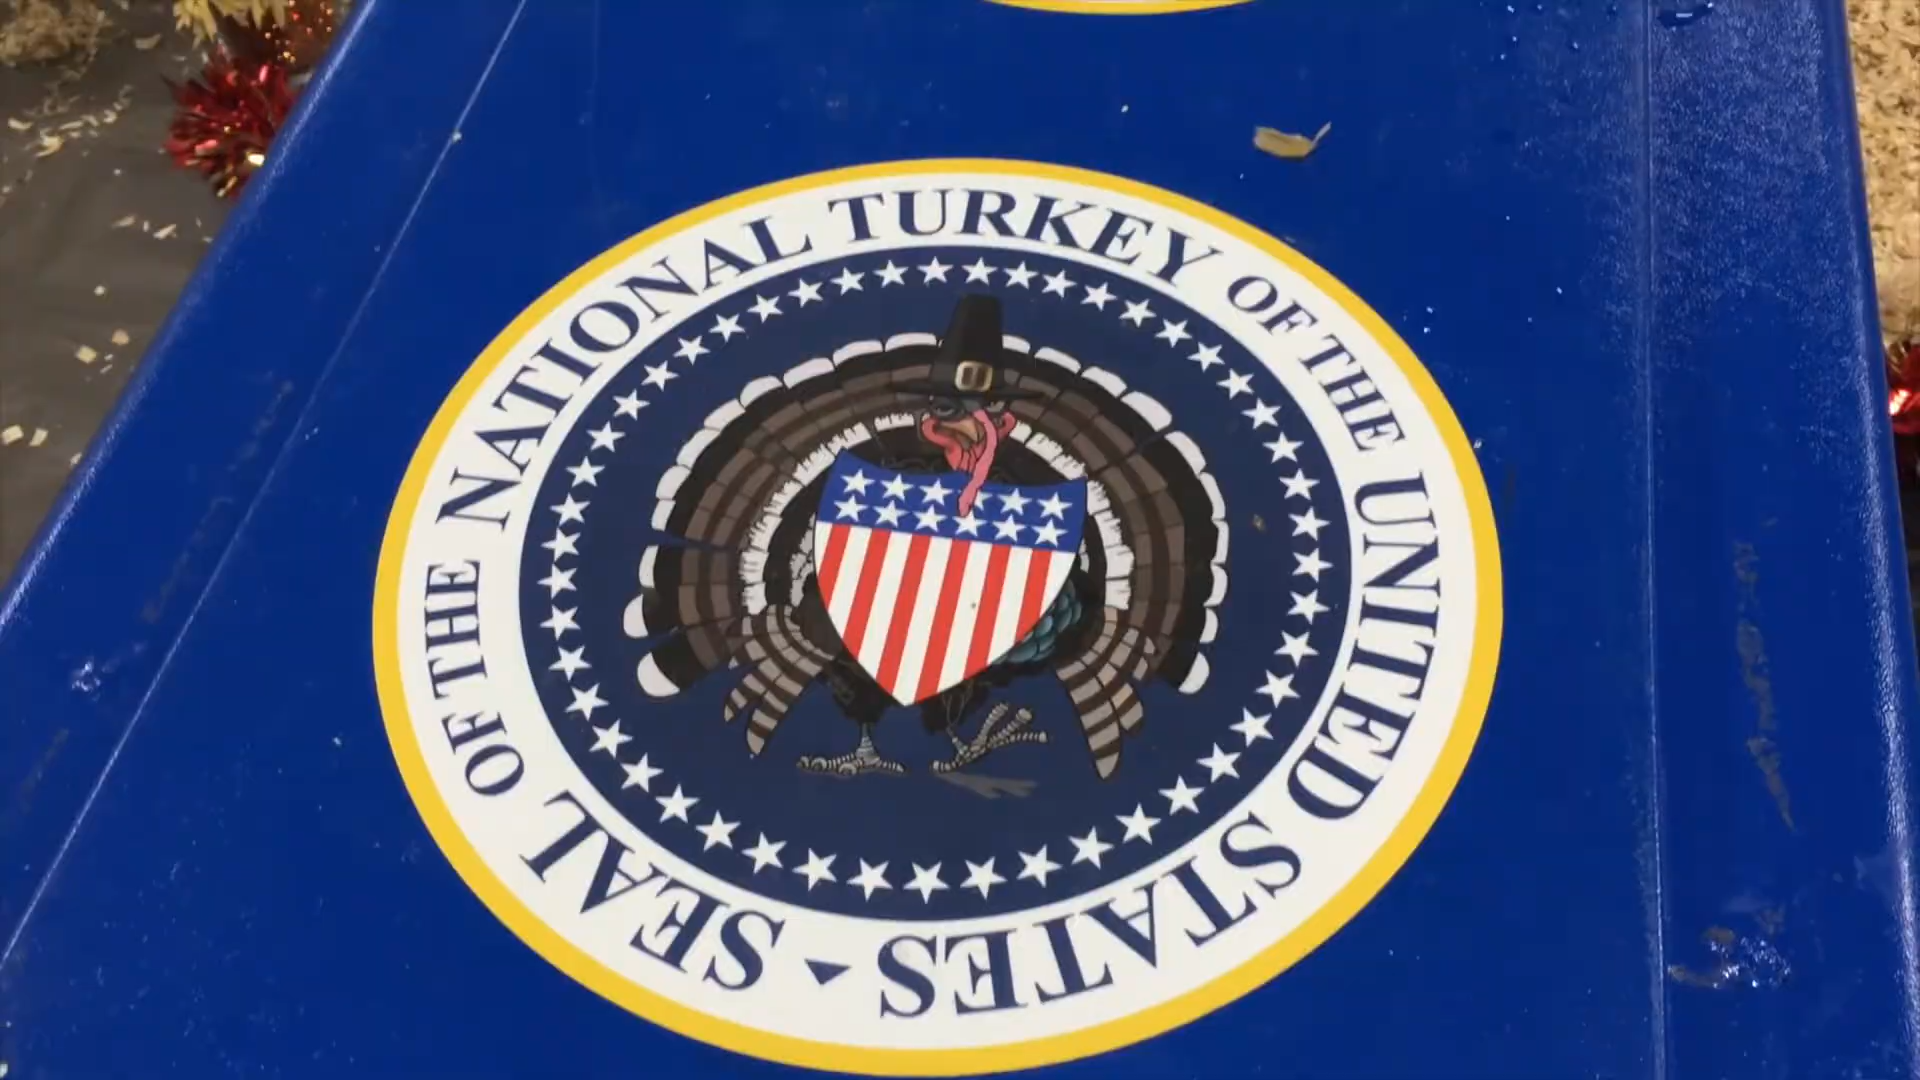 SEAL OF THE NATIONAL TURKEY OF THE UNITED STATES